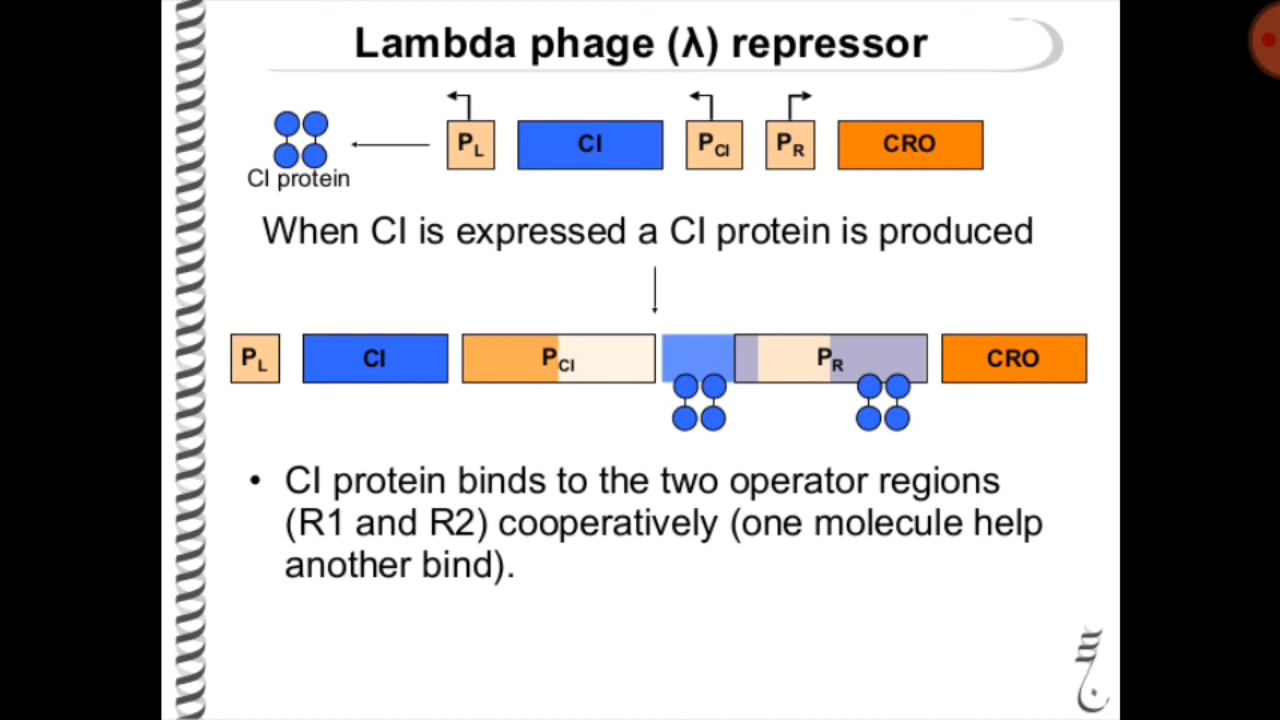 Lambda phage (λ) repressor
PL CI PCI PR CRO
CI protein
When CI is expressed a CI protein is produced
PL CI PCI PR CRO
• CI protein binds to the two operator regions
(R1 and R2) cooperatively (one molecule help
another bind).